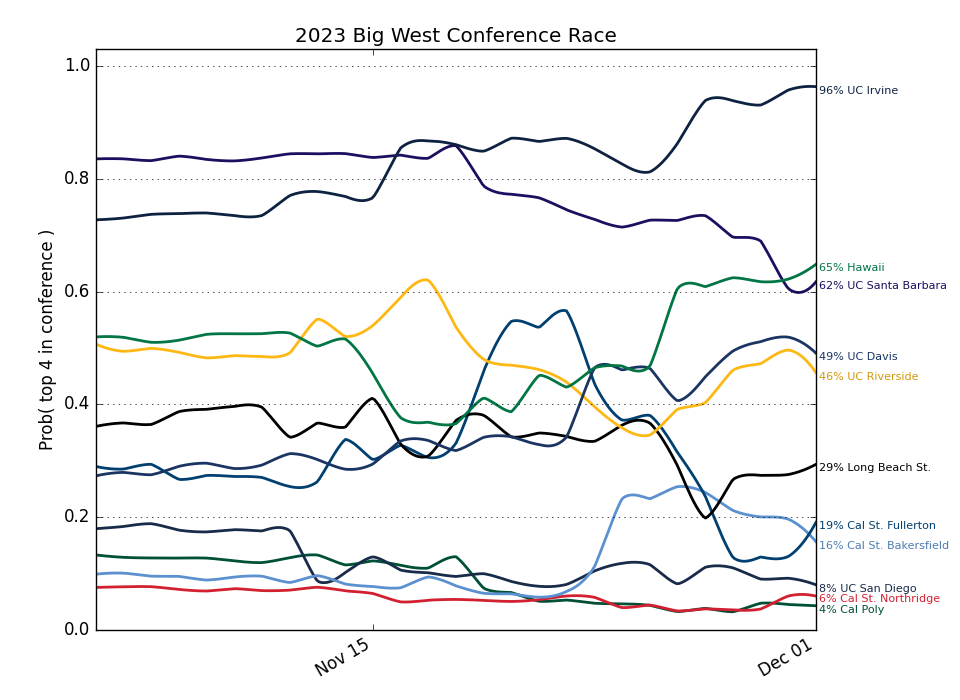 2023 Big West Conference Race
Prob( top 4 in conference )
1.0
0.8
0.6
0.4
0.2
0.0
Nov 15
Dec 01
96% UC Irvine
65% Hawaii
62% UC Santa Barbara
49% UC Davis
46% UC Riverside
29% Long Beach St.
19% Cal St. Fullerton
16% Cal St. Bakersfield
8% UC San Diego
6% Cal St. Northridge
4% Cal Poly